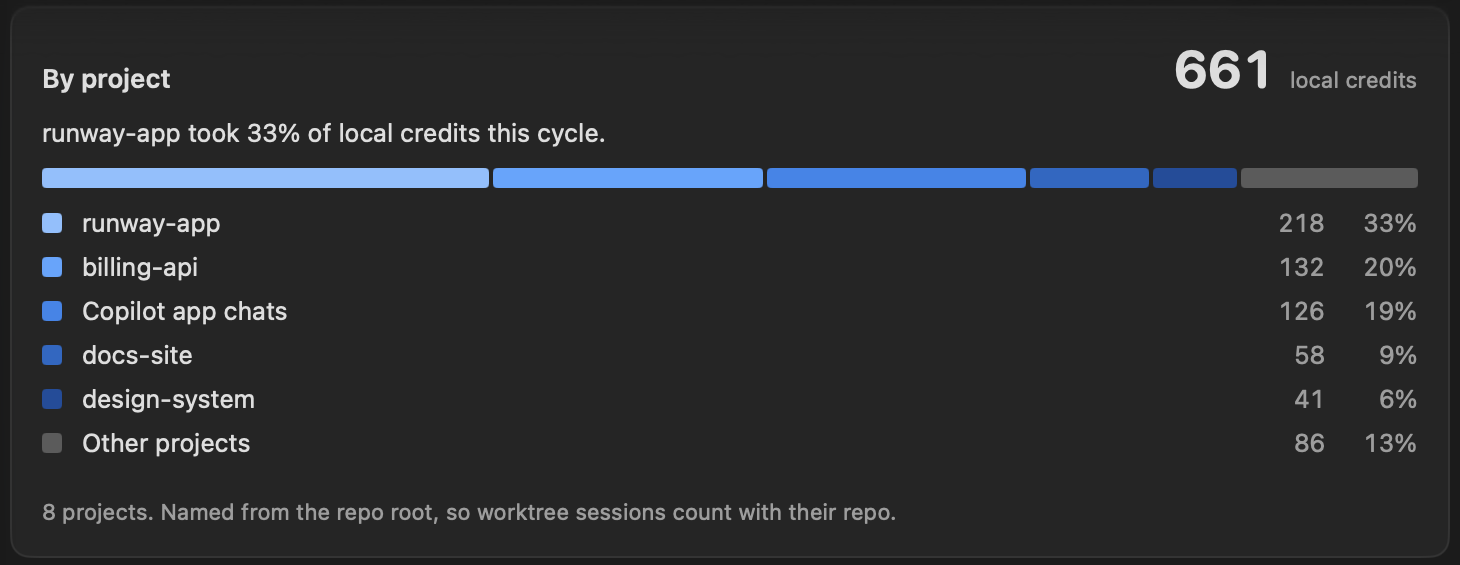 By project
661 local credits
runway-app took 33% of local credits this cycle.
runway-app 218 33%
billing-api 132 20%
Copilot app chats 126 19%
docs-site 58 9%
design-system 41 6%
Other projects 86 13%
8 projects. Named from the repo root, so worktree sessions count with their repo.